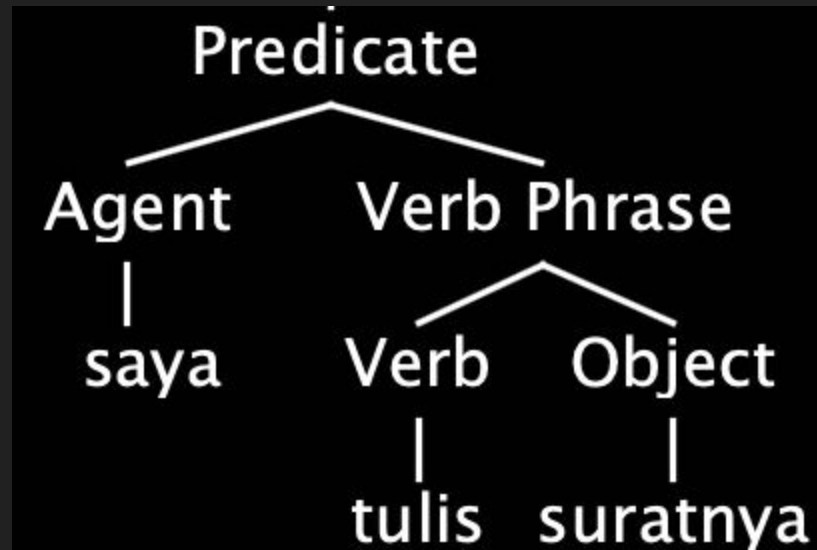 Predicate
Agent Verb Phrase
saya Verb Object
tulis suratnya